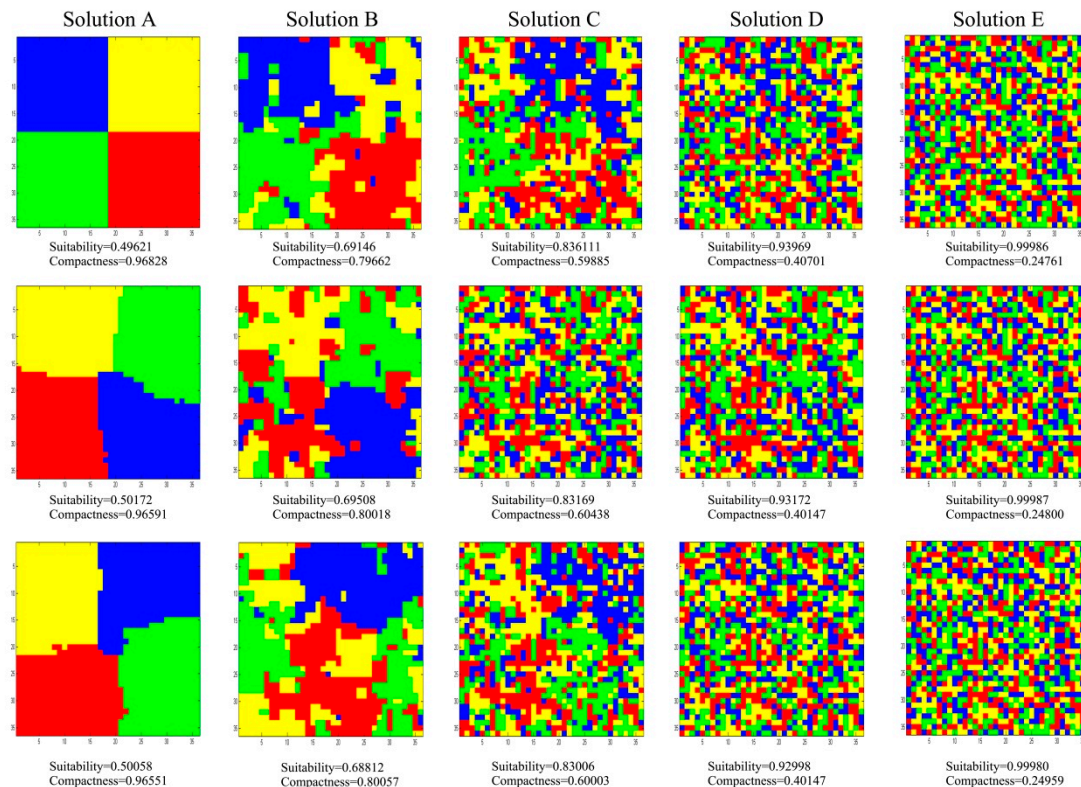 Solution A
Solution B
Solution C
Solution D
Solution E
Suitability=0.49621
Compactness=0.96828
Suitability=0.69146
Compactness=0.79662
Suitability=0.836111
Compactness=0.59885
Suitability=0.93969
Compactness=0.40701
Suitability=0.99986
Compactness=0.24761
Suitability=0.50172
Compactness=0.96591
Suitability=0.69508
Compactness=0.80018
Suitability=0.83169
Compactness=0.60438
Suitability=0.93172
Compactness=0.40147
Suitability=0.99987
Compactness=0.24800
Suitability=0.50058
Compactness=0.96551
Suitability=0.68812
Compactness=0.80057
Suitability=0.83006
Compactness=0.60003
Suitability=0.92998
Compactness=0.40147
Suitability=0.99980
Compactness=0.24959